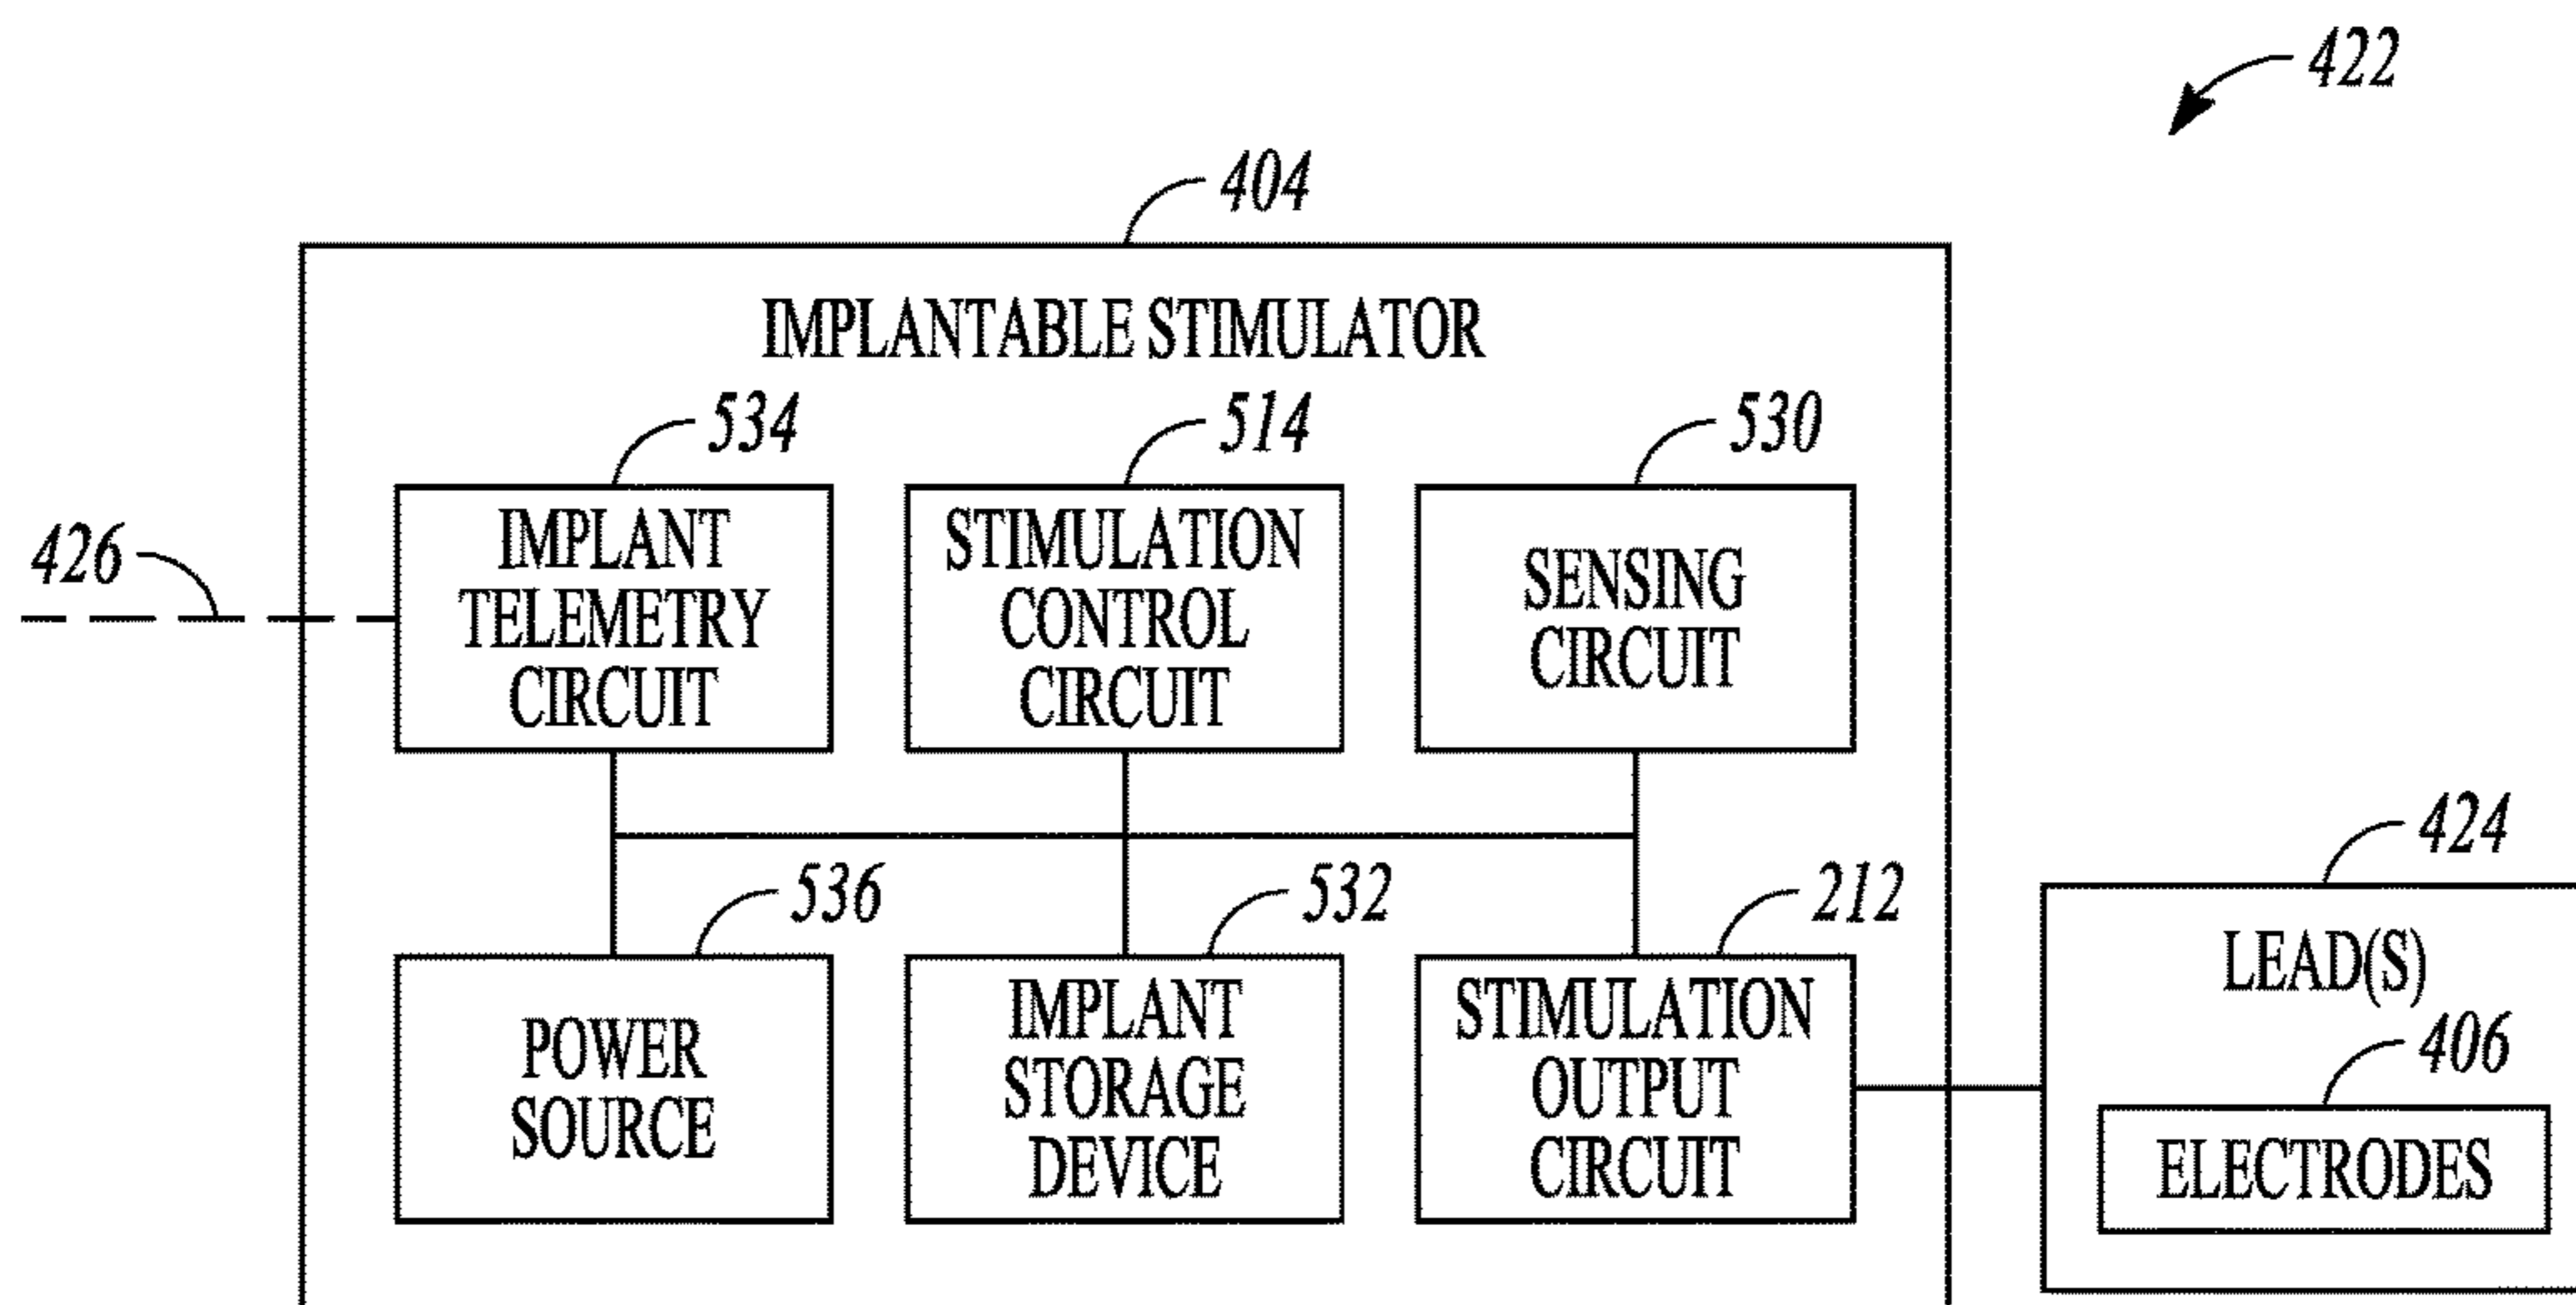 422
404
IMPLANTABLE STIMULATOR
534
514
530
IMPLANT
TELEMETRY
CIRCUIT
STIMULATION
CONTROL
CIRCUIT
SENSING
CIRCUIT
426
536
532
212
424
POWER
SOURCE
IMPLANT
STORAGE
DEVICE
STIMULATION
OUTPUT
CIRCUIT
LEAD(S)
406
ELECTRODES